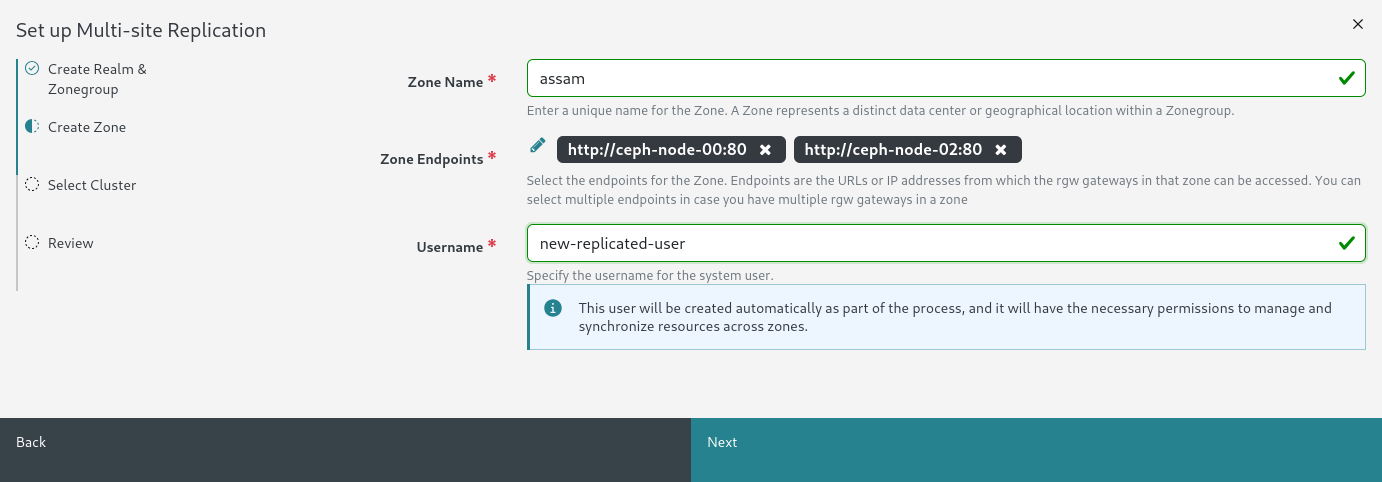 Set up Multi-site Replication
Create Realm &
Zonegroup
Create Zone
Select Cluster
Review
Zone Name *
assam
Enter a unique name for the Zone. A Zone represents a distinct data center or geographical location within a Zonegroup.
Zone Endpoints *
http://ceph-node-00:80 http://ceph-node-02:80
Select the endpoints for the Zone. Endpoints are the URLs or IP addresses from which the rgw gateways in that zone can be accessed. You can
select multiple endpoints in case you have multiple rgw gateways in a zone
Username *
new-replicated-user
Specify the username for the system user.
This user will be created automatically as part of the process, and it will have the necessary permissions to manage and
synchronize resources across zones.
Back
Next